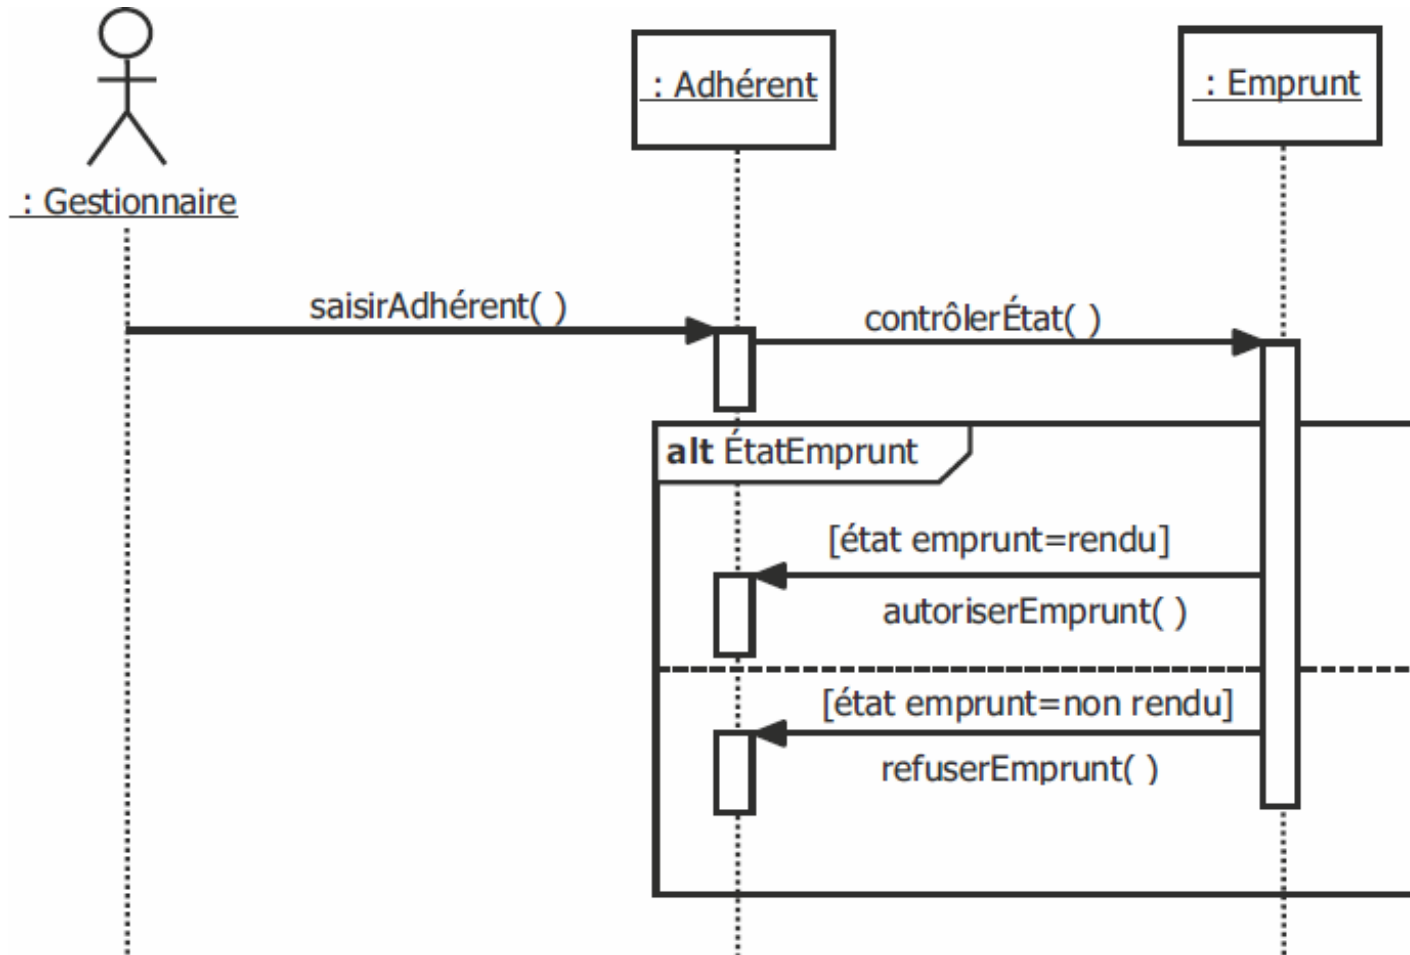 : Adhérent
: Emprunt
: Gestionnaire
saisirAdhérent( )
contrôlerÉtat( )
alt ÉtatEmprunt
[état emprunt=rendu]
autoriserEmprunt( )
[état emprunt=non rendu]
refuserEmprunt( )